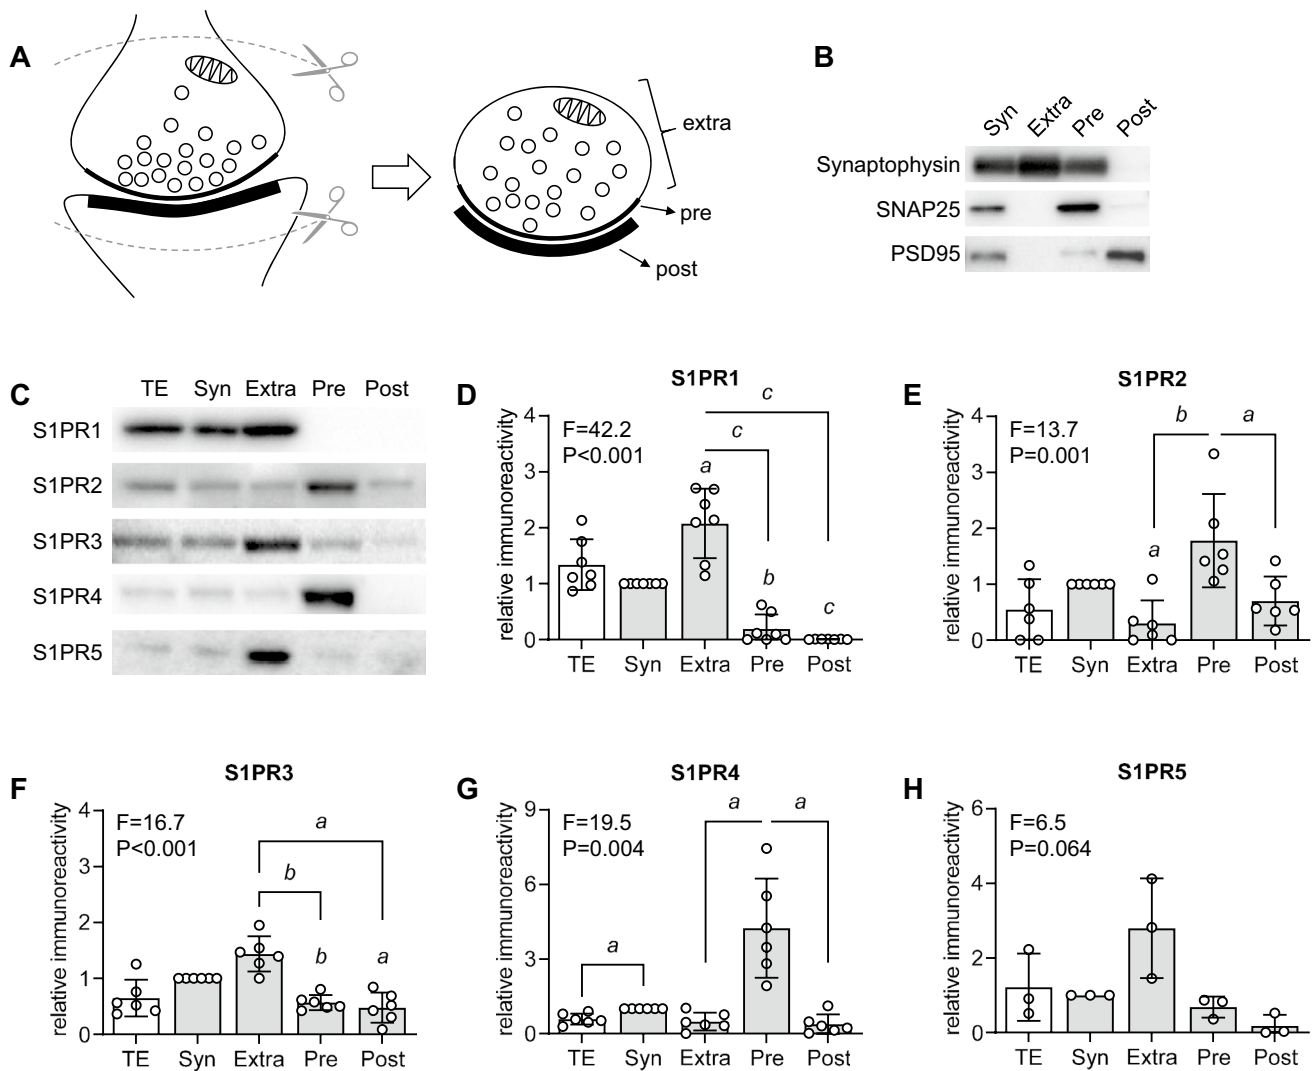 A
extra
pre
post
B
Syn
Extra
Pre
Post
Synaptophysin
SNAP25
PSD95
C
TE Syn Extra Pre Post
S1PR1
S1PR2
S1PR3
S1PR4
S1PR5
D
S1PR1
relative immunoreactivity
4
3
2
1
0
F=42.2
P<0.001
c
c
a
b
c
TE Syn Extra Pre Post
E
S1PR2
relative immunoreactivity
4
3
2
1
0
F=13.7
P=0.001
b
a
a
TE Syn Extra Pre Post
F
S1PR3
relative immunoreactivity
4
3
2
1
0
F=16.7
P<0.001
a
b
b
a
TE Syn Extra Pre Post
G
S1PR4
relative immunoreactivity
9
6
3
0
F=19.5
P=0.004
a
a
a
TE Syn Extra Pre Post
H
S1PR5
relative immunoreactivity
6
4
2
0
F=6.5
P=0.064
TE Syn Extra Pre Post